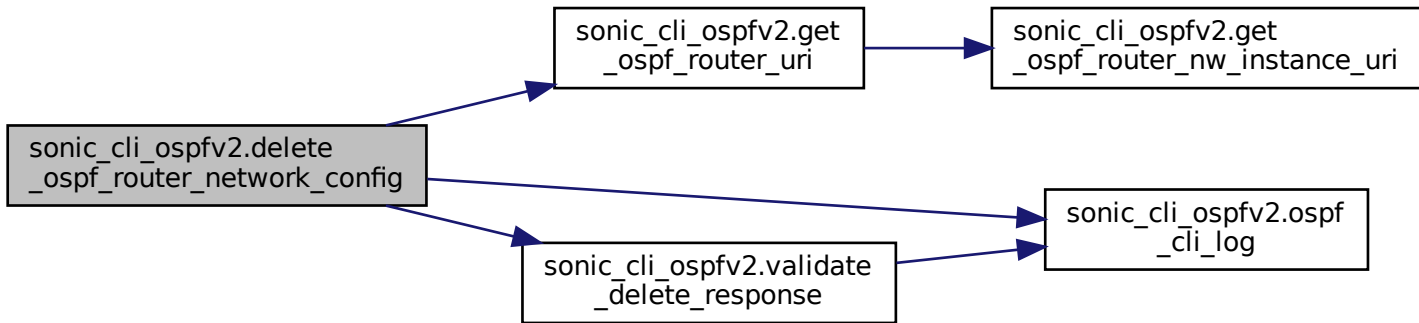 sonic_cli_ospfv2.delete
_ospf_router_network_config
sonic_cli_ospfv2.get
_ospf_router_uri
sonic_cli_ospfv2.get
_ospf_router_nw_instance_uri
sonic_cli_ospfv2.validate
_delete_response
sonic_cli_ospfv2.ospf
_cli_log